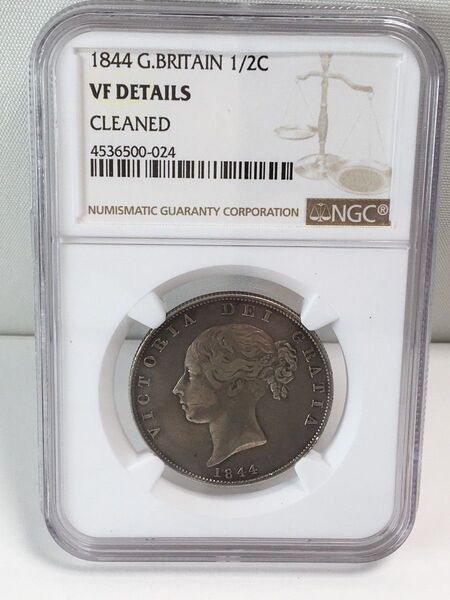 1844 G.BRITAIN 1/2C
VF DETAILS
CLEANED
4536500-024
NUMISMATIC GUARANTY CORPORATION
NGC®
VICTORIA DEI GRATIA
1844